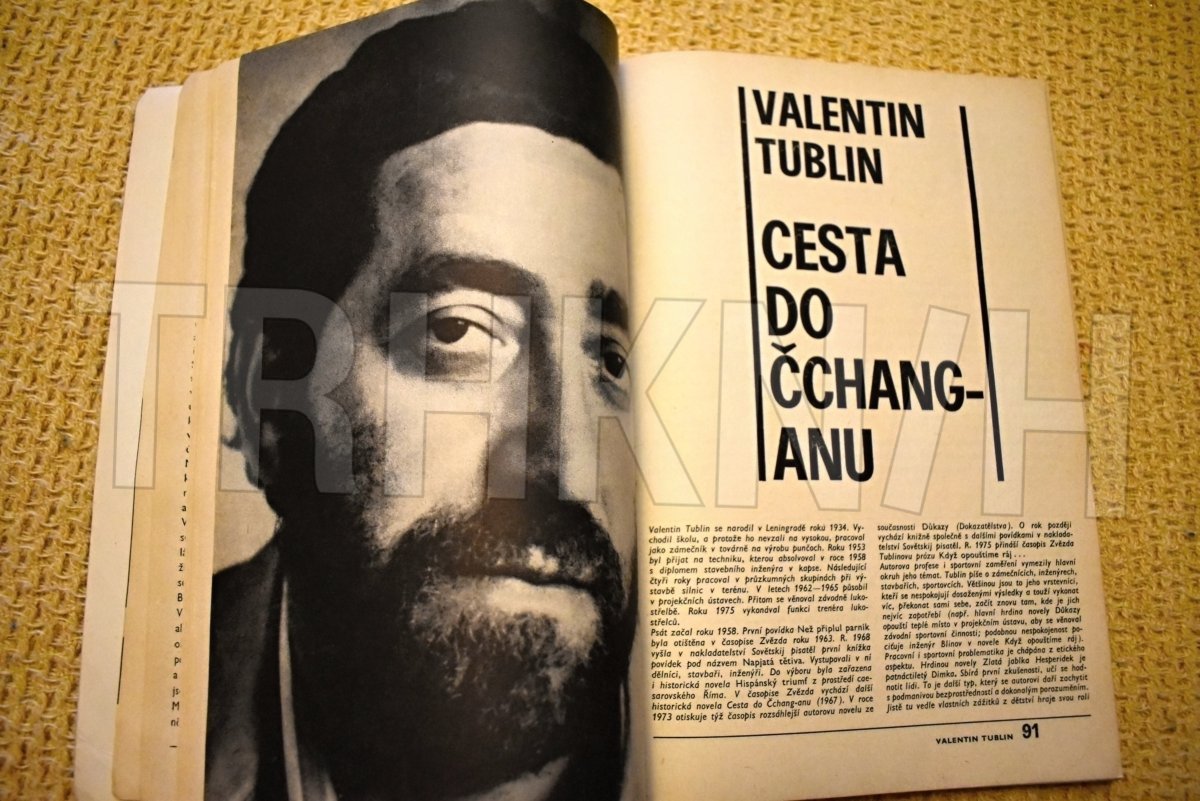 VALENTIN
TUBLIN
CESTA
DO
ČCHANG-
ANU
TRHKNI/H
Valentin Tublin se narodil v Leningradě roku 1934. Vy-
chodil školu, a protože ho nevzali na vysokou, pracoval
jako zámečník v továrně na výrobu punčoch. Roku 1953
byl přijat na techniku, kterou absolvoval v roce 1958
s diplomem stavebního inženýra v kapse. Následující
čtyři roky pracoval v průzkumných skupinách při vý-
stavbě silnic v terénu. V letech 1962—1965 působil
v projekčních ústavech. Přitom se věnoval závodně luko-
střelbě. Roku 1975 vykonával funkci trenéra luko-
střelců.
Psát začal roku 1958. První povídka Než připlul parník
byla otištěna v časopise Zvězda roku 1963. R. 1968
vyšla v nakladatelství Sovětskij pisatěl první knížka
povídek pod názvem Napjatá tětiva. Vystupovali v ní
dělníci, stavbaři, inženýři. Do výboru byla zařazena
i historická novela Hispánský triumf z prostředí cae-
sarovského Říma. V časopise Zvězda vychází další
historická novela Cesta do Čchang-anu (1967). V roce
1973 otiskuje týž časopis rozsáhlejší autorovu novelu ze
současnosti Důkazy (Dokazatělstva). O rok později
vychází knižně společně s dalšími povídkami v naklada-
telství Sovětskij pisatěl. R. 1975 přináší časopis Zvězda
Tublinovu prózu Když opouštíme ráj...
Autorova profese i sportovní zaměření vymezily hlavní
okruh jeho témat. Tublin píše o zámečnících, inženýrech,
stavbařích, sportovcích. Většinou jsou to jeho vrstevníci,
kteří se nespokojují dosaženými výsledky a touží vykonat
víc, překonat sami sebe, začít znovu tam, kde je jich
nejvíc zapotřebí (např. hlavní hrdina novely Důkazy
opouští teplé místo v projekčním ústavu, aby se věnoval
závodní sportovní činnosti; podobnou nespokojenost po-
ciťuje inženýr Blinov v novele Když opouštíme ráj).
Pracovní i sportovní problematika je chápána z etického
aspektu. Hrdinou novely Zlatá jablka Hesperidek je
patnáctiletý Dimka. Sbírá první zkušenosti, učí se hod-
notit lidi. To je další typ, který se autorovi daří zachytit
s podmanivou bezprostředností a dokonalým porozuměním.
Jistě tu vedle vlastních zážitků z dětství hraje svou roli
VALENTIN TUBLIN 91